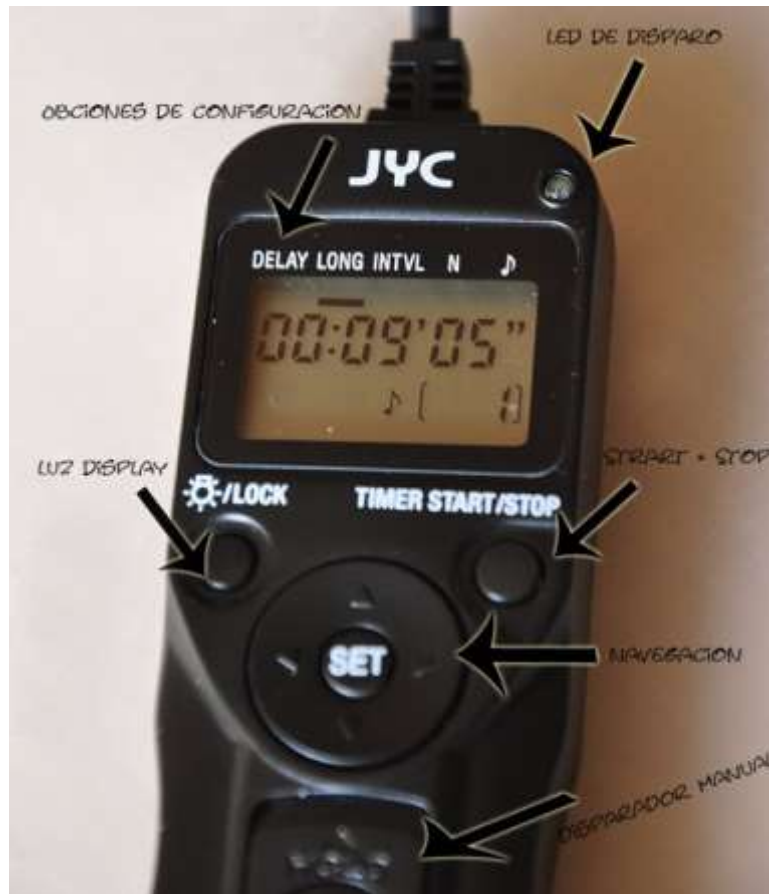 LED DE DISPARO
OBCIONES DE CONFIGURACION
JYC
DELAY LONG INTVL N ♪
00:09'05”
♪ [ 1]
LUZ DISPLAY
STRART + STOP
/LOCK
TIMER START/STOP
SET
NAVEGACION
DISPARADOR MANUAL